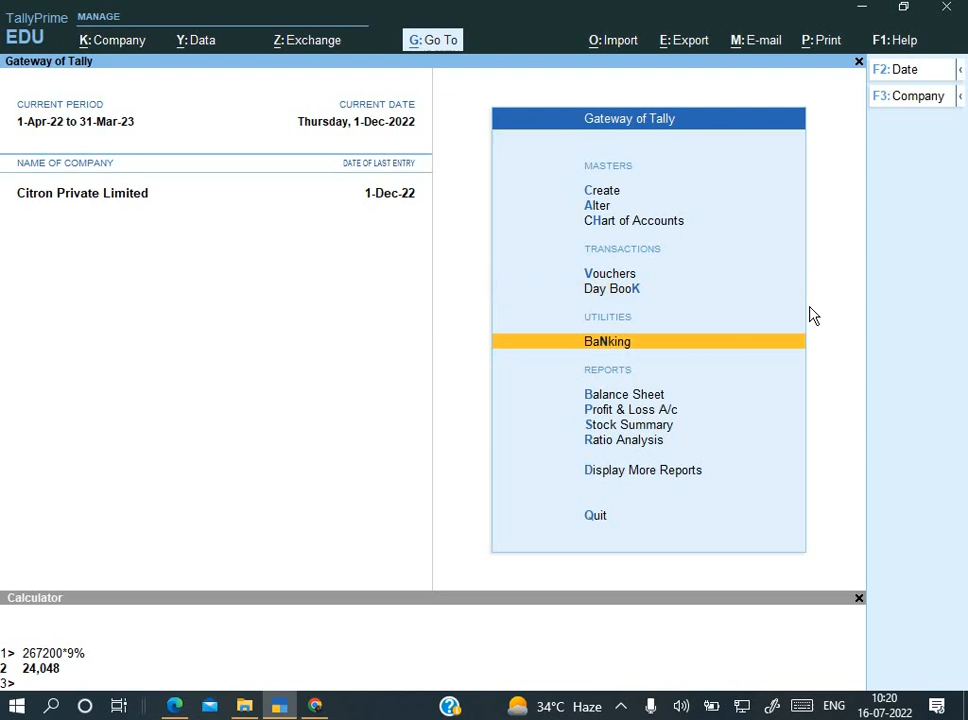 TallyPrime MANAGE
EDU K: Company Y: Data Z: Exchange G: Go To O: Import E: Export M: E-mail P: Print F1: Help
Gateway of Tally
F2: Date
F3: Company
CURRENT PERIOD CURRENT DATE
1-Apr-22 to 31-Mar-23 Thursday, 1-Dec-2022
NAME OF COMPANY DATE OF LAST ENTRY
Citron Private Limited 1-Dec-22
Gateway of Tally
MASTERS
Create
Alter
CHart of Accounts
TRANSACTIONS
Vouchers
Day BooK
UTILITIES
BaNking
REPORTS
Balance Sheet
Profit & Loss A/c
Stock Summary
Ratio Analysis
Display More Reports
Quit
Calculator
1> 267200*9%
2 24,048
3>
34°C Haze ENG 10:20
16-07-2022